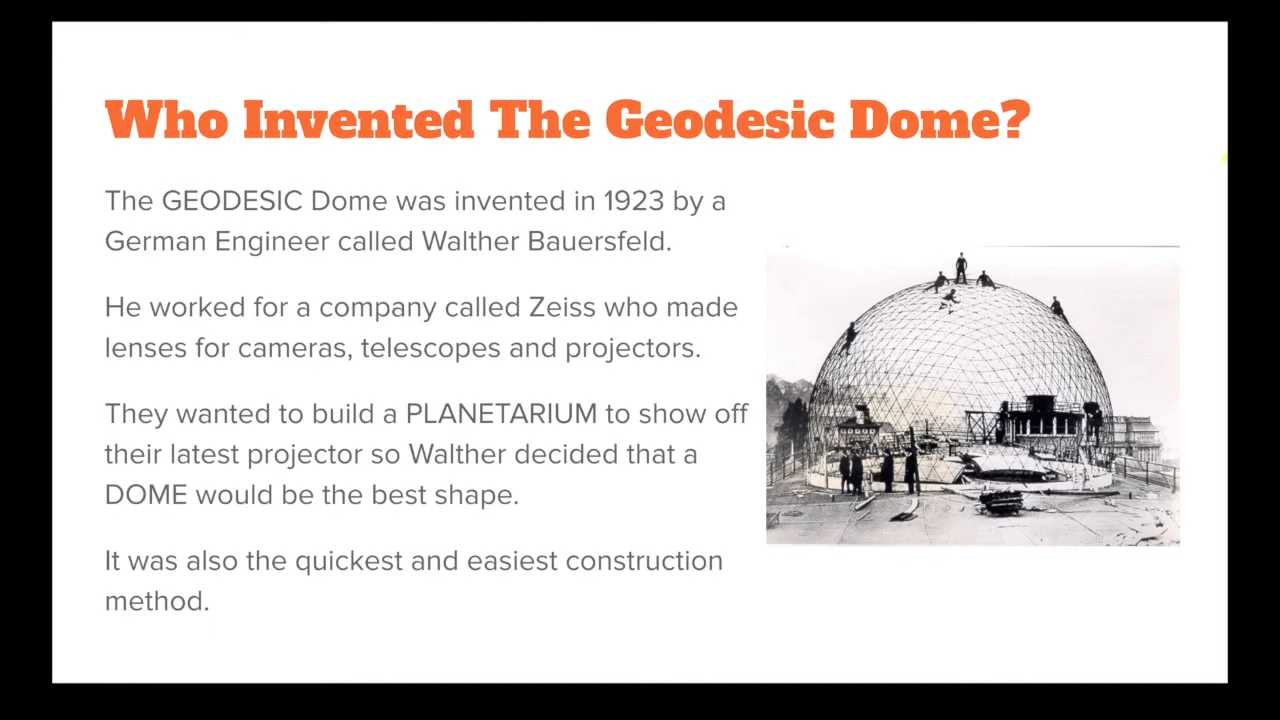 Who Invented The Geodesic Dome?
The GEODESIC Dome was invented in 1923 by a
German Engineer called Walther Bauersfeld.
He worked for a company called Zeiss who made
lenses for cameras, telescopes and projectors.
They wanted to build a PLANETARIUM to show off
their latest projector so Walther decided that a
DOME would be the best shape.
It was also the quickest and easiest construction
method.